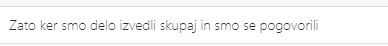 Zato ker smo delo izvedli skupaj in smo se pogovorili